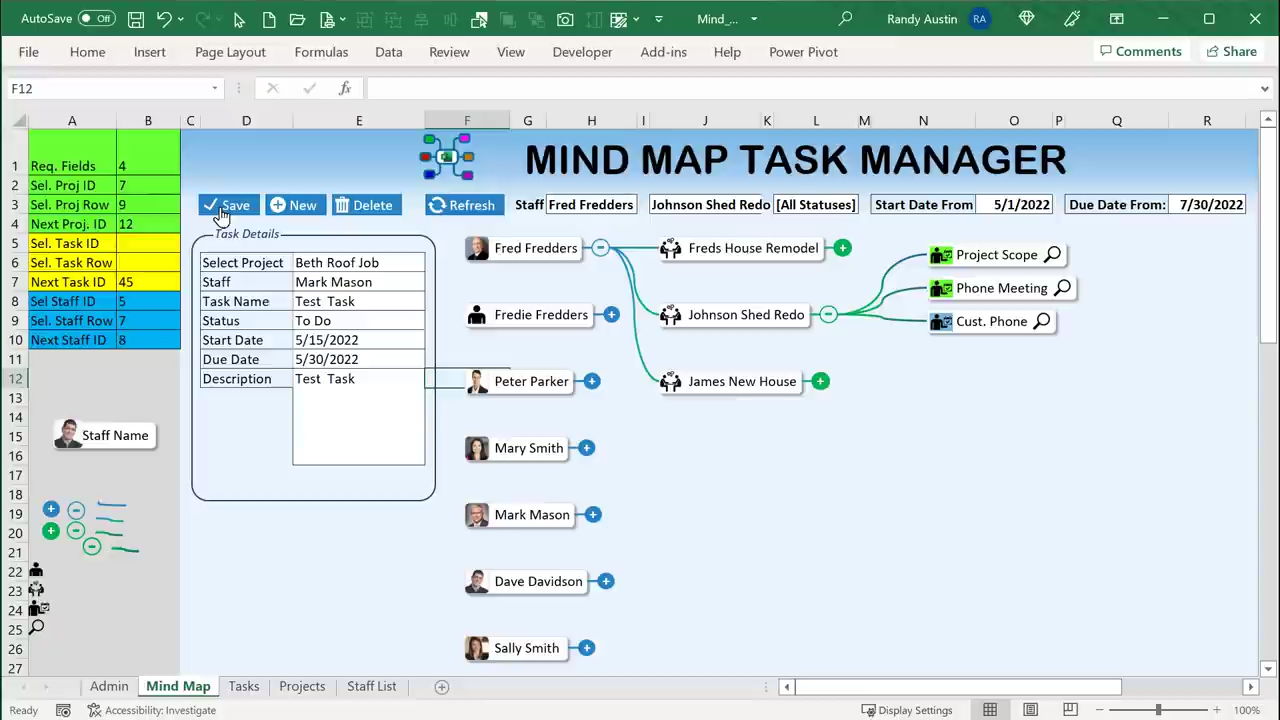 AutoSave Off Mind_... Randy Austin RA
File Home Insert Page Layout Formulas Data Review View Developer Add-ins Help Power Pivot Comments Share
F12 fx
A B C D E F G H I J K L M N O P Q R
MIND MAP TASK MANAGER
1 Req. Fields 4
2 Sel. Proj ID 7
3 Sel. Proj Row 9
4 Next Proj. ID 12
5 Sel. Task ID
6 Sel. Task Row
7 Next Task ID 45
8 Sel Staff ID 5
9 Sel. Staff Row 7
10 Next Staff ID 8
11
12
13
14
15
16
17
18
19
20
21
22
23
24
25
26
27
Staff Name
Save New Delete Refresh Staff Fred Fredders Johnson Shed Redo [All Statuses] Start Date From 5/1/2022 Due Date From: 7/30/2022
Task Details
Select Project Beth Roof Job
Staff Mark Mason
Task Name Test Task
Status To Do
Start Date 5/15/2022
Due Date 5/30/2022
Description Test Task
Fred Fredders
Fredie Fredders
Peter Parker
Mary Smith
Mark Mason
Dave Davidson
Sally Smith
Freds House Remodel
Johnson Shed Redo
James New House
Project Scope
Phone Meeting
Cust. Phone
Admin Mind Map Tasks Projects Staff List
Ready Accessibility: Investigate Display Settings 100%